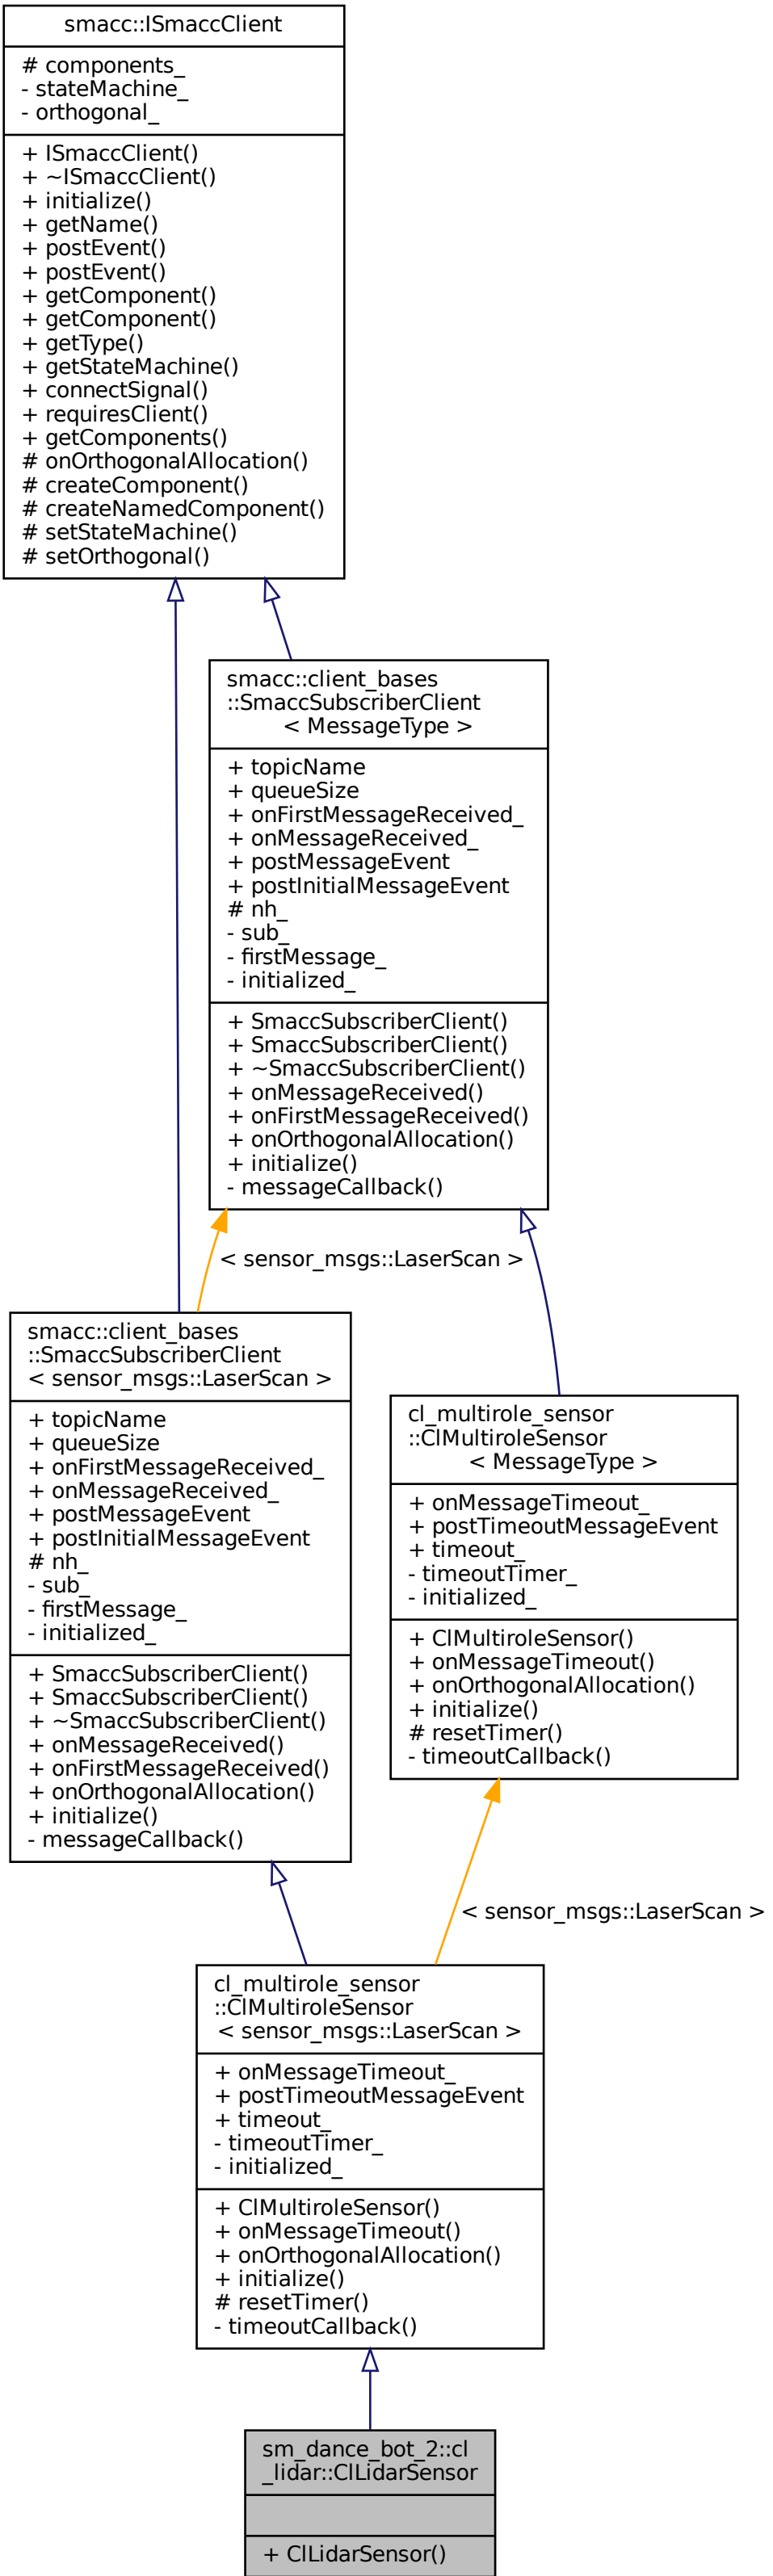 smacc::ISmaccClient
# components_
- stateMachine_
- orthogonal_
+ ISmaccClient()
+ ~ISmaccClient()
+ initialize()
+ getName()
+ postEvent()
+ postEvent()
+ getComponent()
+ getComponent()
+ getType()
+ getStateMachine()
+ connectSignal()
+ requiresClient()
+ getComponents()
# onOrthogonalAllocation()
# createComponent()
# createNamedComponent()
# setStateMachine()
# setOrthogonal()
smacc::client_bases
::SmaccSubscriberClient
< MessageType >
+ topicName
+ queueSize
+ onFirstMessageReceived_
+ onMessageReceived_
+ postMessageEvent
+ postInitialMessageEvent
# nh_
- sub_
- firstMessage_
- initialized_
+ SmaccSubscriberClient()
+ SmaccSubscriberClient()
+ ~SmaccSubscriberClient()
+ onMessageReceived()
+ onFirstMessageReceived()
+ onOrthogonalAllocation()
+ initialize()
- messageCallback()
< sensor_msgs::LaserScan >
smacc::client_bases
::SmaccSubscriberClient
< sensor_msgs::LaserScan >
+ topicName
+ queueSize
+ onFirstMessageReceived_
+ onMessageReceived_
+ postMessageEvent
+ postInitialMessageEvent
# nh_
- sub_
- firstMessage_
- initialized_
+ SmaccSubscriberClient()
+ SmaccSubscriberClient()
+ ~SmaccSubscriberClient()
+ onMessageReceived()
+ onFirstMessageReceived()
+ onOrthogonalAllocation()
+ initialize()
- messageCallback()
cl_multirole_sensor
::ClMultiroleSensor
< MessageType >
+ onMessageTimeout_
+ postTimeoutMessageEvent
+ timeout_
- timeoutTimer_
- initialized_
+ ClMultiroleSensor()
+ onMessageTimeout()
+ onOrthogonalAllocation()
+ initialize()
# resetTimer()
- timeoutCallback()
< sensor_msgs::LaserScan >
cl_multirole_sensor
::ClMultiroleSensor
< sensor_msgs::LaserScan >
+ onMessageTimeout_
+ postTimeoutMessageEvent
+ timeout_
- timeoutTimer_
- initialized_
+ ClMultiroleSensor()
+ onMessageTimeout()
+ onOrthogonalAllocation()
+ initialize()
# resetTimer()
- timeoutCallback()
sm_dance_bot_2::cl
_lidar::ClLidarSensor
+ ClLidarSensor()